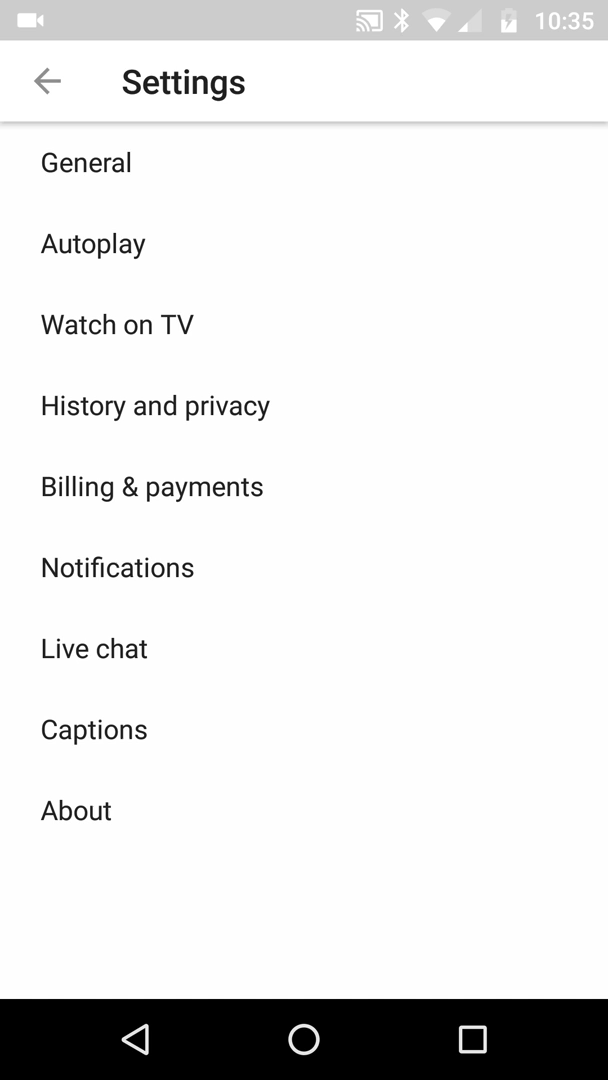 10:35
Settings
General
Autoplay
Watch on TV
History and privacy
Billing & payments
Notifications
Live chat
Captions
About